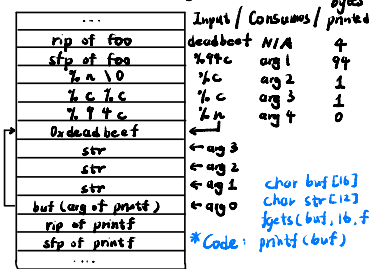 bytes
Input / Consumes / printed
deadbeef N/A 4
%94c arg 1 94
%c arg 2 1
%c arg 3 1
%n arg 4 0
....
rip of foo
sfp of foo
%n\0
%c%c
%94c
0xdeadbeef
str ← arg 3
str ← arg 2
str ← arg 1
buf (arg of printf) ← arg 0
rip of printf
sfp of printf
....
char buf[16]
char str[12]
fgets(buf, 16, f
*Code: printf(buf)